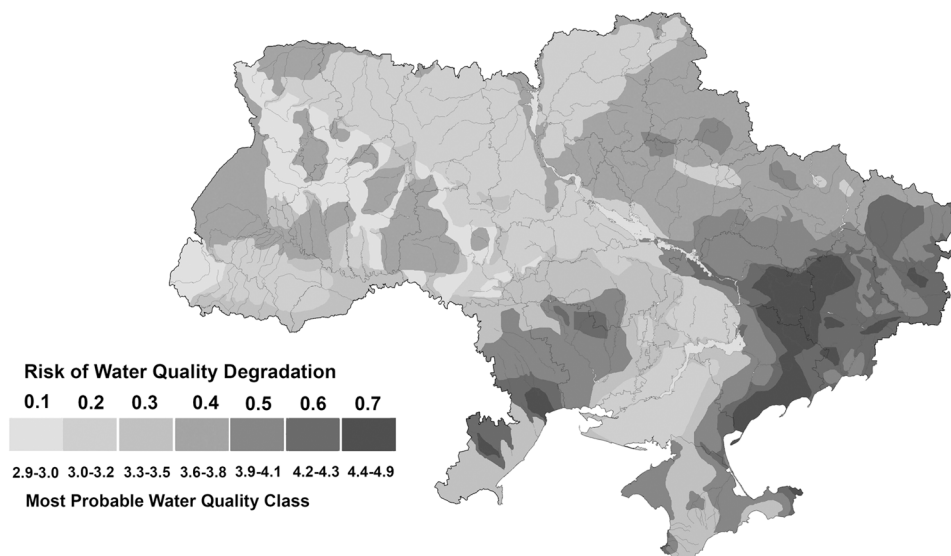 Risk of Water Quality Degradation
0.1 0.2 0.3 0.4 0.5 0.6 0.7
2.9-3.0 3.0-3.2 3.3-3.5 3.6-3.8 3.9-4.1 4.2-4.3 4.4-4.9
Most Probable Water Quality Class